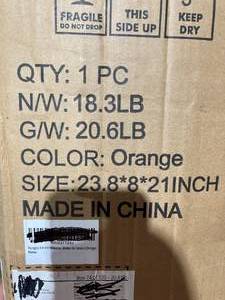 FRAGILE
DO NOT DROP
THIS
SIDE UP
KEEP
DRY
QTY: 1 PC
N/W: 18.3LB
G/W: 20.6LB
COLOR: Orange
SIZE:23.8*8*21INCH
MADE IN CHINA